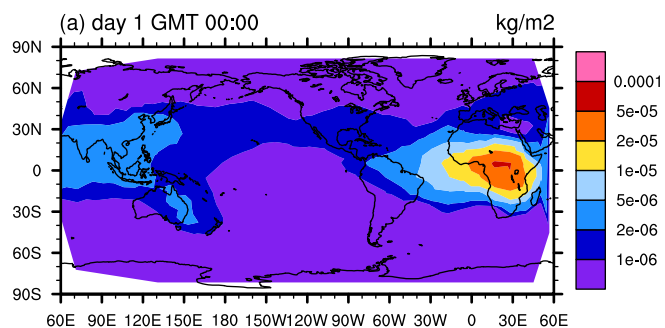 (a) day 1 GMT 00:00 kg/m2
90N
60N
30N
0
30S
60S
90S
60E 90E 120E 150E 180 150W 120W 90W 60W 30W 0 30E 60E
0.0001
5e-05
2e-05
1e-05
5e-06
2e-06
1e-06